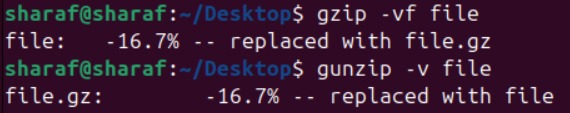 sharaf@sharaf:~/Desktop$ gzip -vf file
file:   -16.7% -- replaced with file.gz
sharaf@sharaf:~/Desktop$ gunzip -v file
file.gz:         -16.7% -- replaced with file